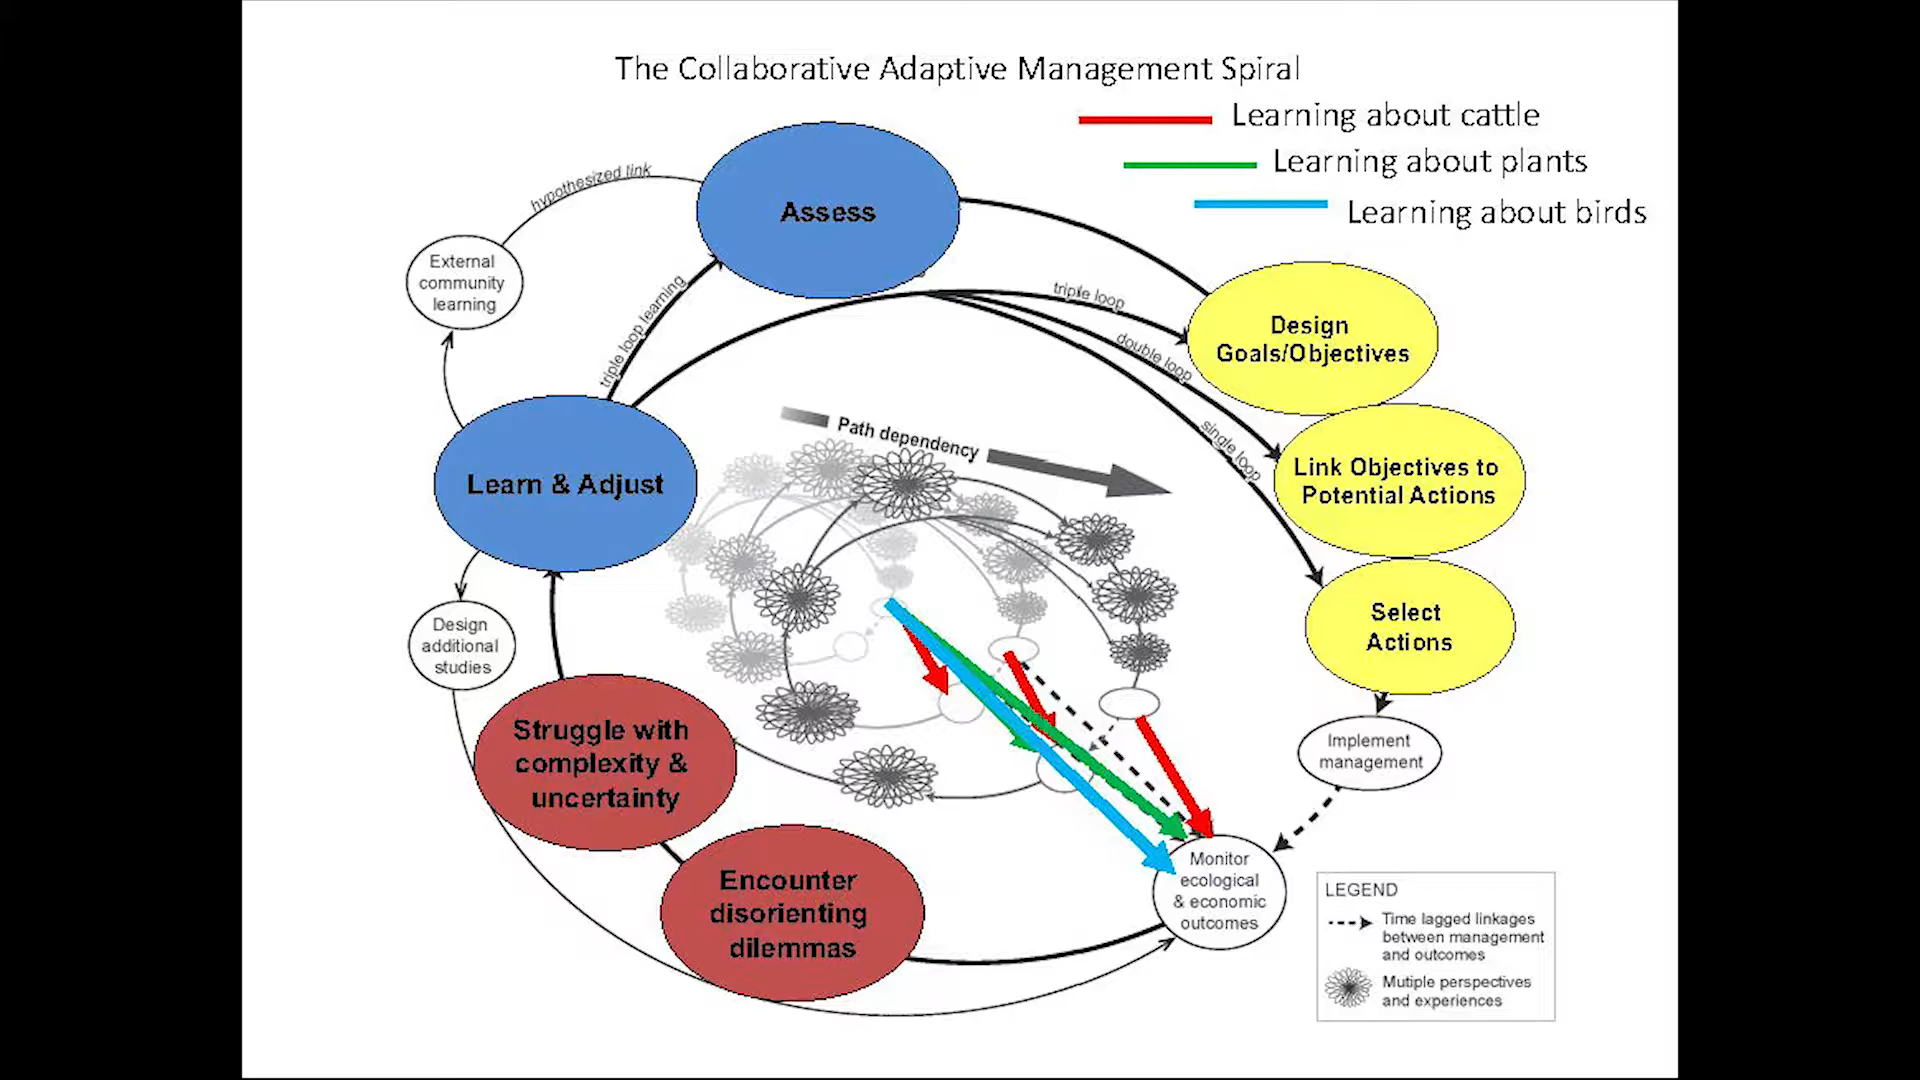 The Collaborative Adaptive Management Spiral
Learning about cattle
Learning about plants
Learning about birds
hypothesized link
Assess
External
community
learning
triple loop learning
triple loop
double loop
single loop
Design
Goals/Objectives
Link Objectives to
Potential Actions
Select
Actions
Path dependency
Learn & Adjust
Design
additional
studies
Struggle with
complexity &
uncertainty
Encounter
disorienting
dilemmas
Implement
management
Monitor
ecological
& economic
outcomes
LEGEND
Time lagged linkages
between management
and outcomes
Mutiple perspectives
and experiences